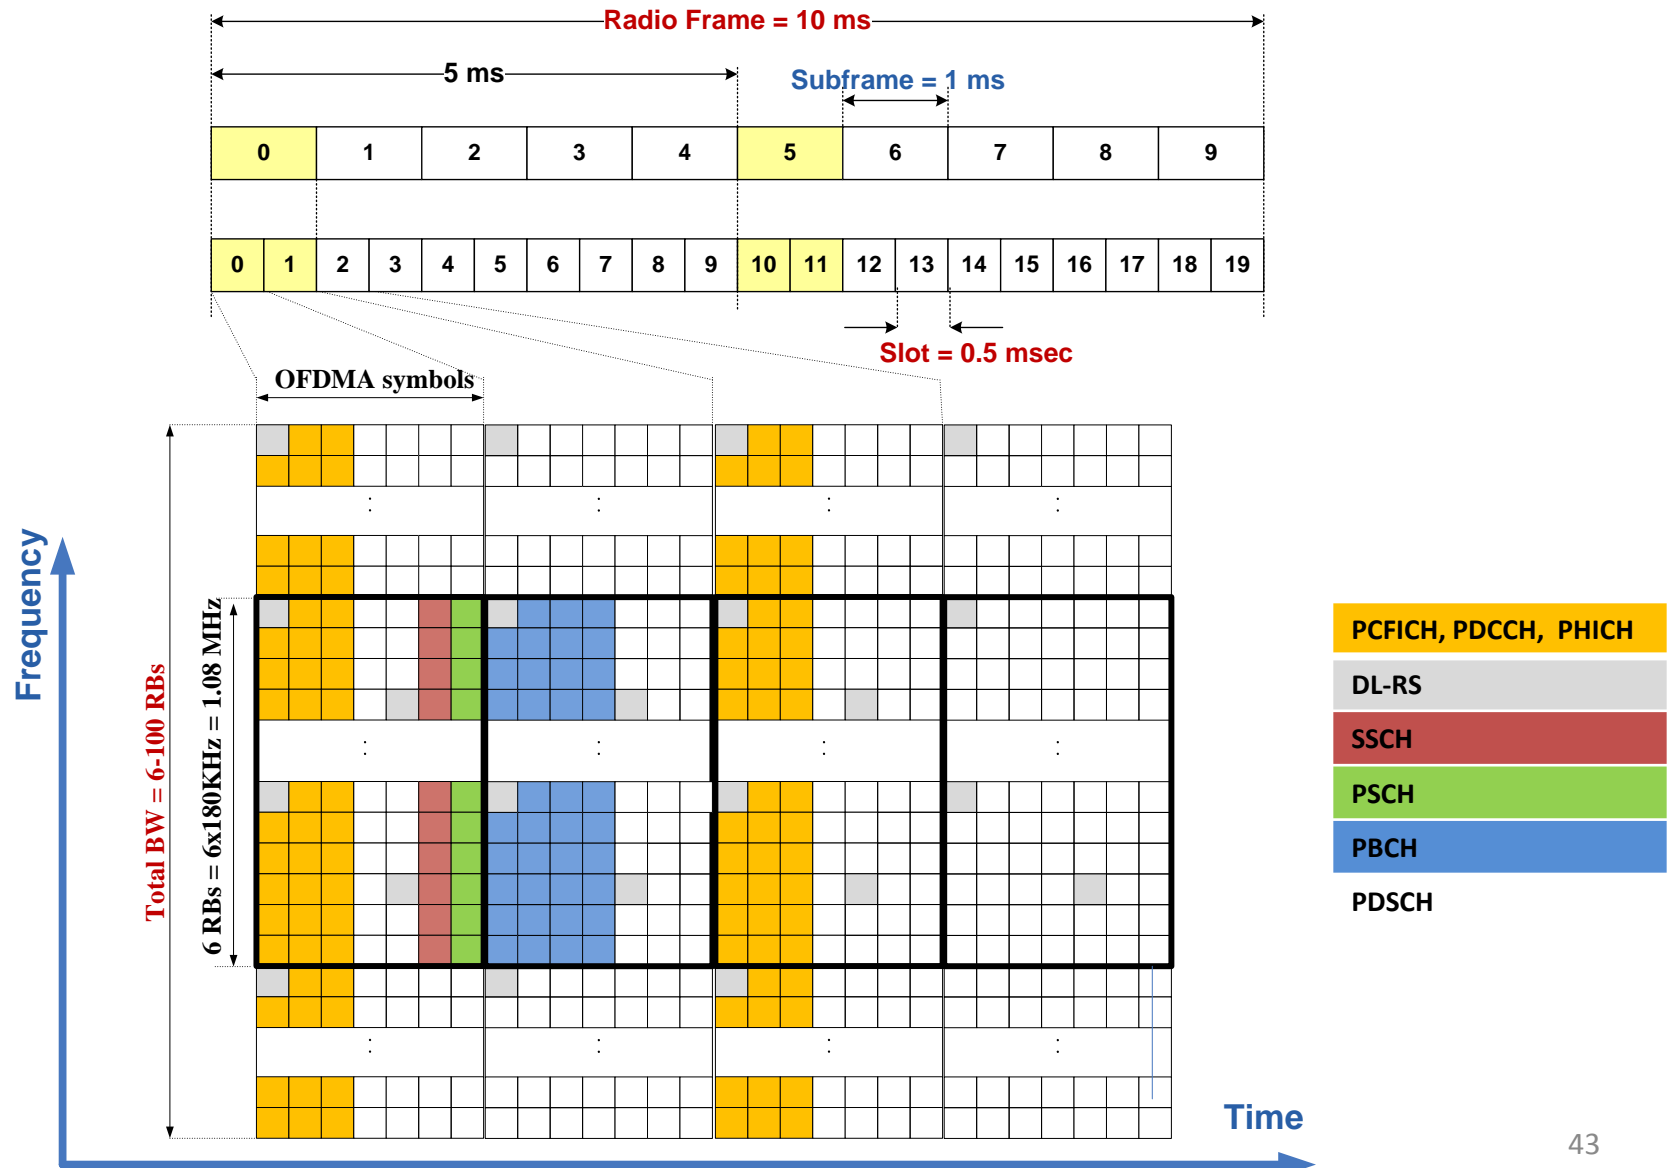 Radio Frame = 10 ms
5 ms
Subframe = 1 ms
0 1 2 3 4 5 6 7 8 9
0 1 2 3 4 5 6 7 8 9 10 11 12 13 14 15 16 17 18 19
Slot = 0.5 msec
OFDMA symbols
Frequency
Total BW = 6-100 RBs
6 RBs = 6x180KHz = 1.08 MHz
PCFICH, PDCCH, PHICH
DL-RS
SSCH
PSCH
PBCH
PDSCH
Time
43